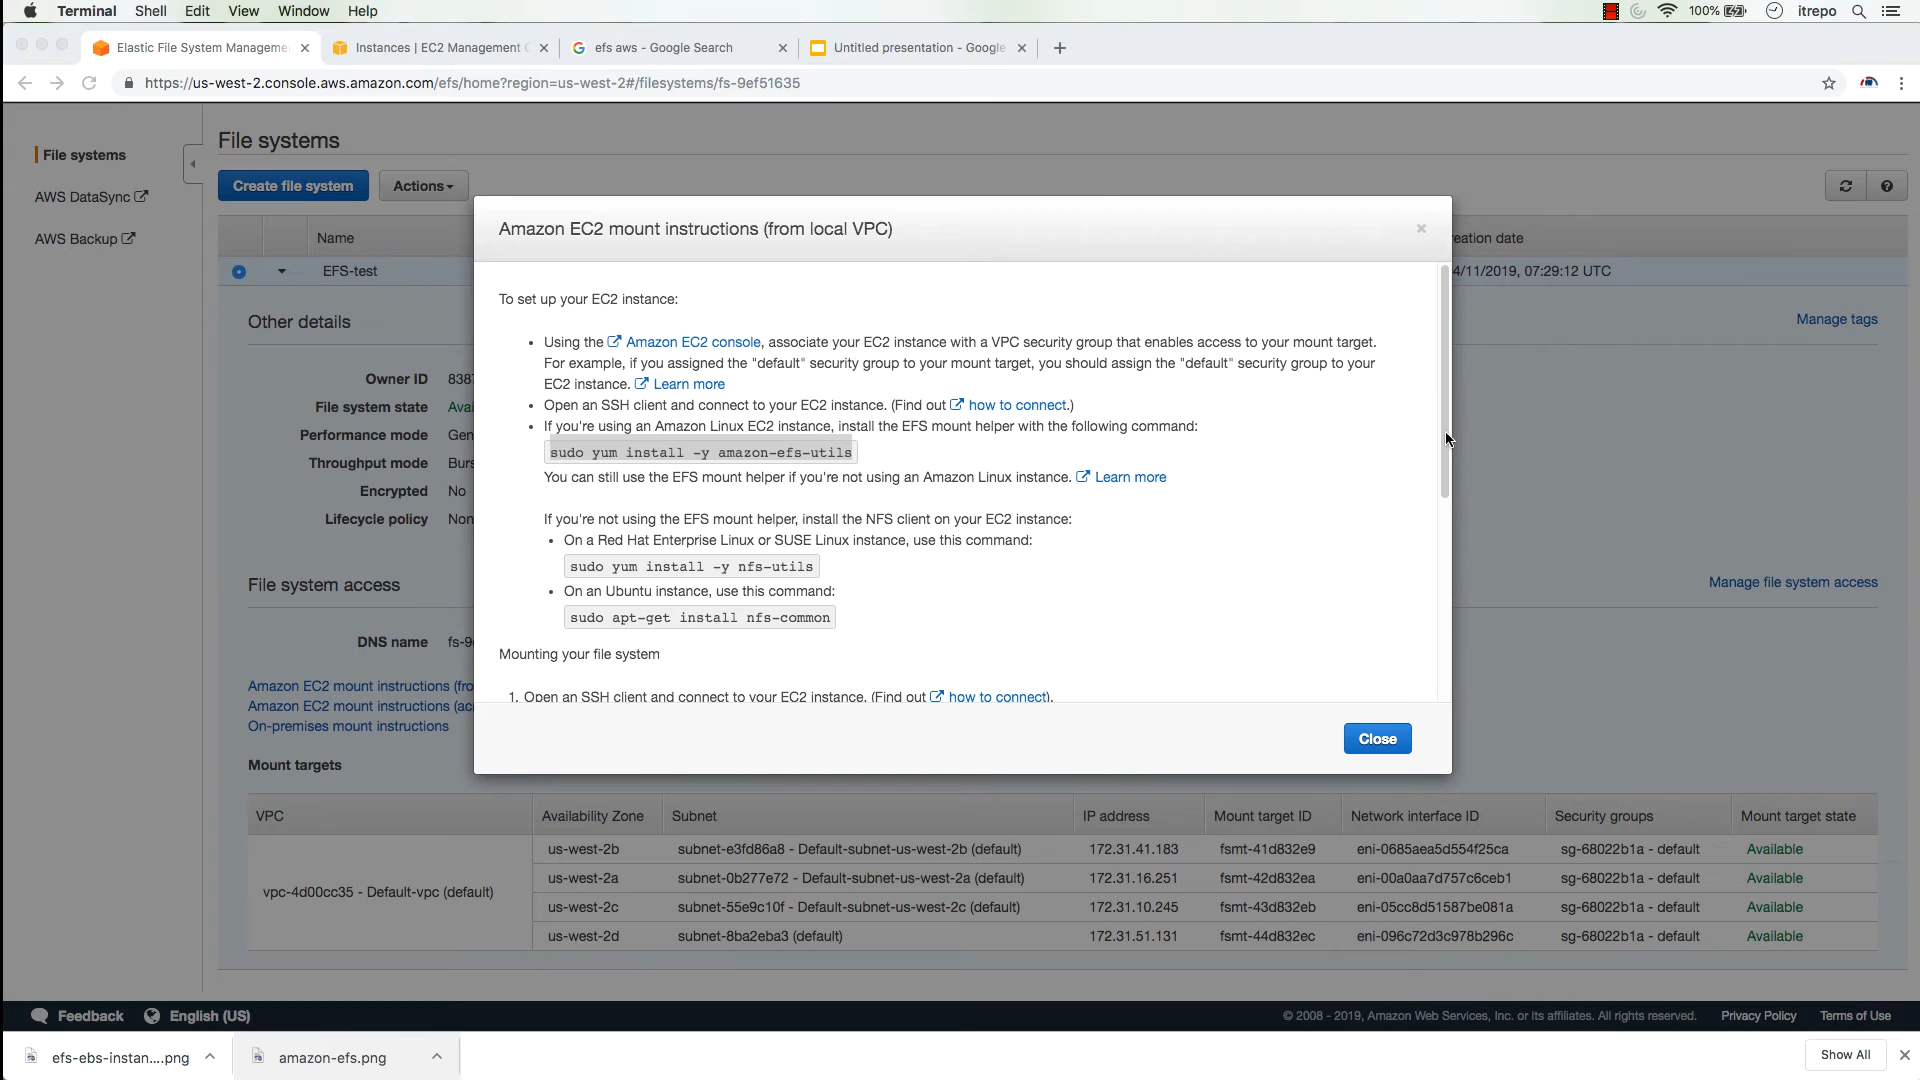 Terminal Shell Edit View Window Help
100% itrepo
Elastic File System Manageme
Instances | EC2 Management C
efs aws - Google Search
Untitled presentation - Google
https://us-west-2.console.aws.amazon.com/efs/home?region=us-west-2#/filesystems/fs-9ef51635
File systems
AWS DataSync
AWS Backup
File systems
Create file system
Actions
Name
eation date
EFS-test
4/11/2019, 07:29:12 UTC
Other details
Manage tags
Owner ID 838
File system state Avai
Performance mode Gen
Throughput mode Burs
Encrypted No
Lifecycle policy Non
File system access
Manage file system access
DNS name fs-9
Amazon EC2 mount instructions (fro
Amazon EC2 mount instructions (ac
On-premises mount instructions
Mount targets
Amazon EC2 mount instructions (from local VPC)
×
To set up your EC2 instance:
• Using the Amazon EC2 console, associate your EC2 instance with a VPC security group that enables access to your mount target.
For example, if you assigned the "default" security group to your mount target, you should assign the "default" security group to your
EC2 instance. Learn more
• Open an SSH client and connect to your EC2 instance. (Find out how to connect.)
• If you're using an Amazon Linux EC2 instance, install the EFS mount helper with the following command:
sudo yum install -y amazon-efs-utils
You can still use the EFS mount helper if you're not using an Amazon Linux instance. Learn more
If you're not using the EFS mount helper, install the NFS client on your EC2 instance:
• On a Red Hat Enterprise Linux or SUSE Linux instance, use this command:
sudo yum install -y nfs-utils
• On an Ubuntu instance, use this command:
sudo apt-get install nfs-common
Mounting your file system
1. Open an SSH client and connect to your EC2 instance. (Find out how to connect).
Close
VPC Availability Zone Subnet IP address Mount target ID Network interface ID Security groups Mount target state
us-west-2b subnet-e3fd86a8 - Default-subnet-us-west-2b (default) 172.31.41.183 fsmt-41d832e9 eni-0685aea5d554f25ca sg-68022b1a - default Available
us-west-2a subnet-0b277e72 - Default-subnet-us-west-2a (default) 172.31.16.251 fsmt-42d832ea eni-00a0aa7d757c6ceb1 sg-68022b1a - default Available
vpc-4d00cc35 - Default-vpc (default)
us-west-2c subnet-55e9c10f - Default-subnet-us-west-2c (default) 172.31.10.245 fsmt-43d832eb eni-05cc8d51587be081a sg-68022b1a - default Available
us-west-2d subnet-8ba2eba3 (default) 172.31.51.131 fsmt-44d832ec eni-096c72d3c978b296c sg-68022b1a - default Available
Feedback English (US)
© 2008 - 2019, Amazon Web Services, Inc. or its affiliates. All rights reserved. Privacy Policy Terms of Use
efs-ebs-instan....png
amazon-efs.png
Show All